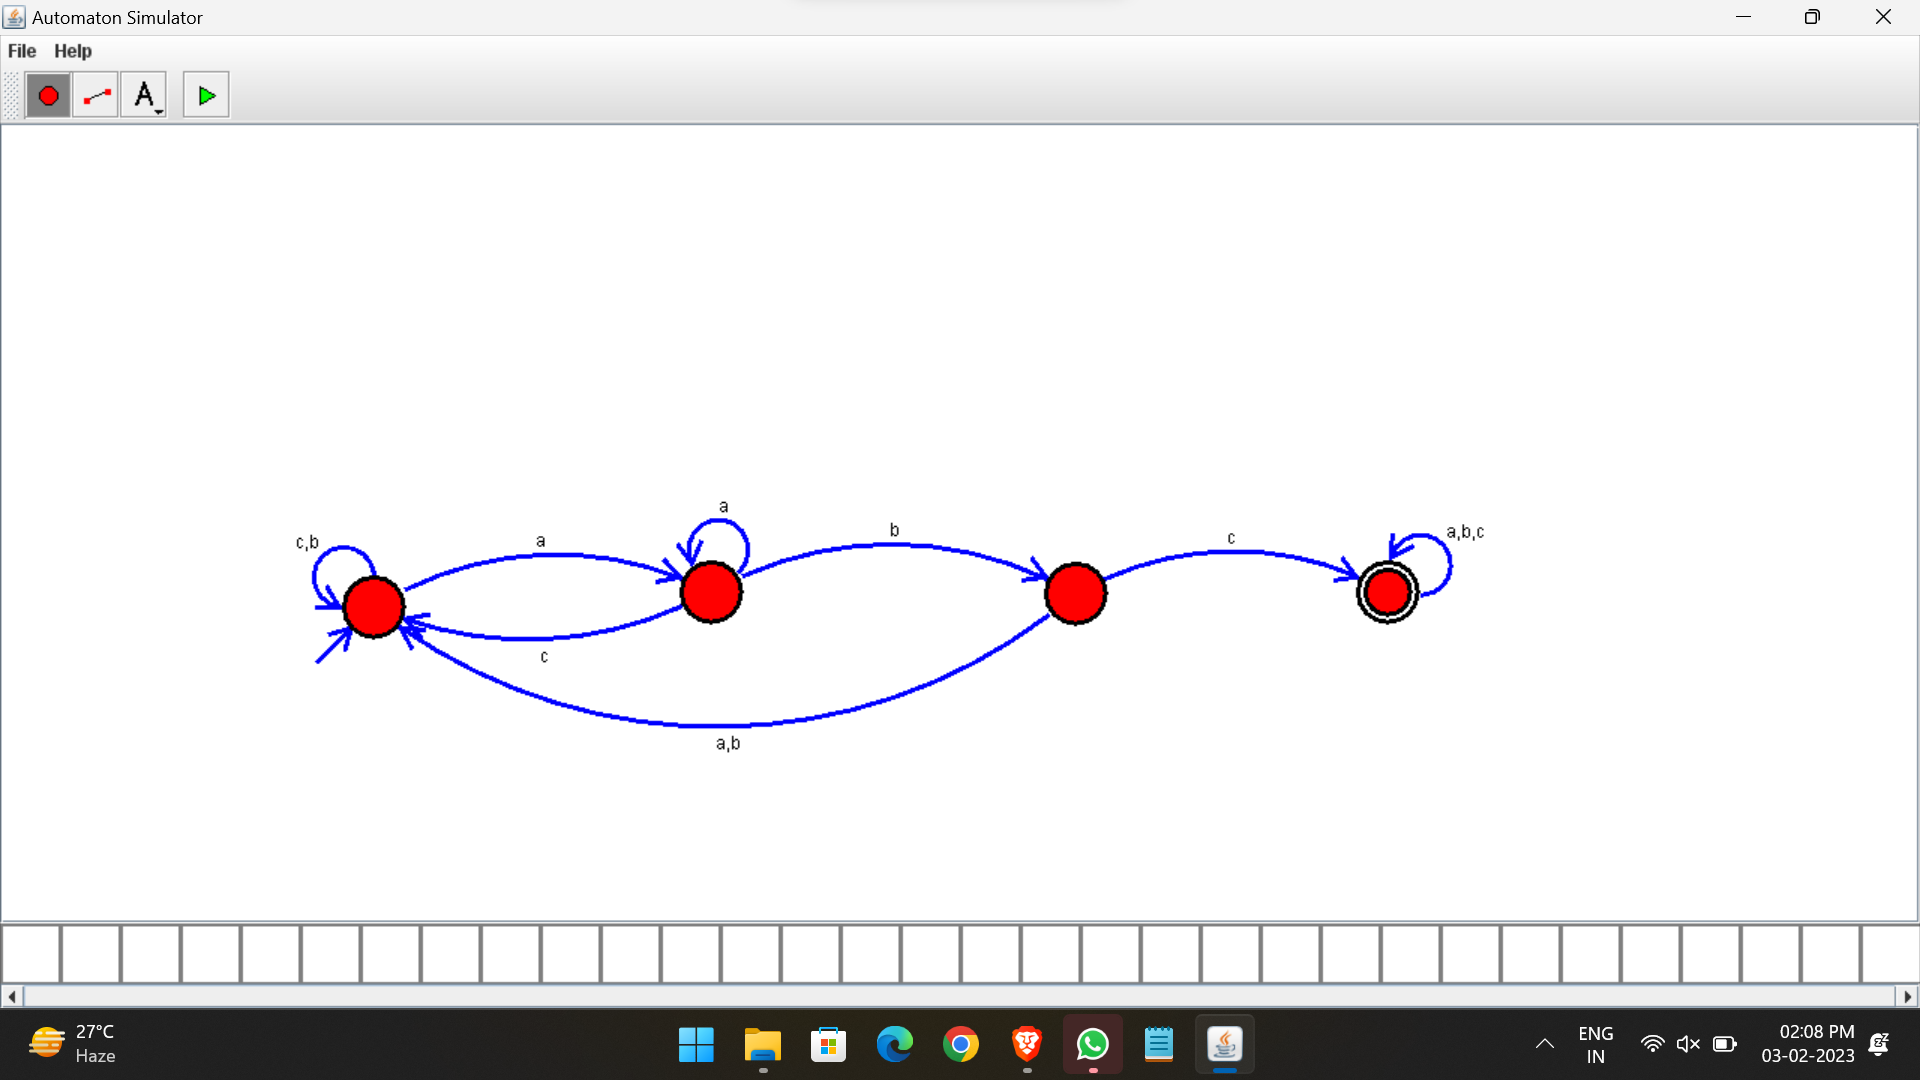 Automaton Simulator
File Help
A
a
c,b
a
b
c
a,b,c
c
a,b
27°C
Haze
ENG
IN
02:08 PM
03-02-2023